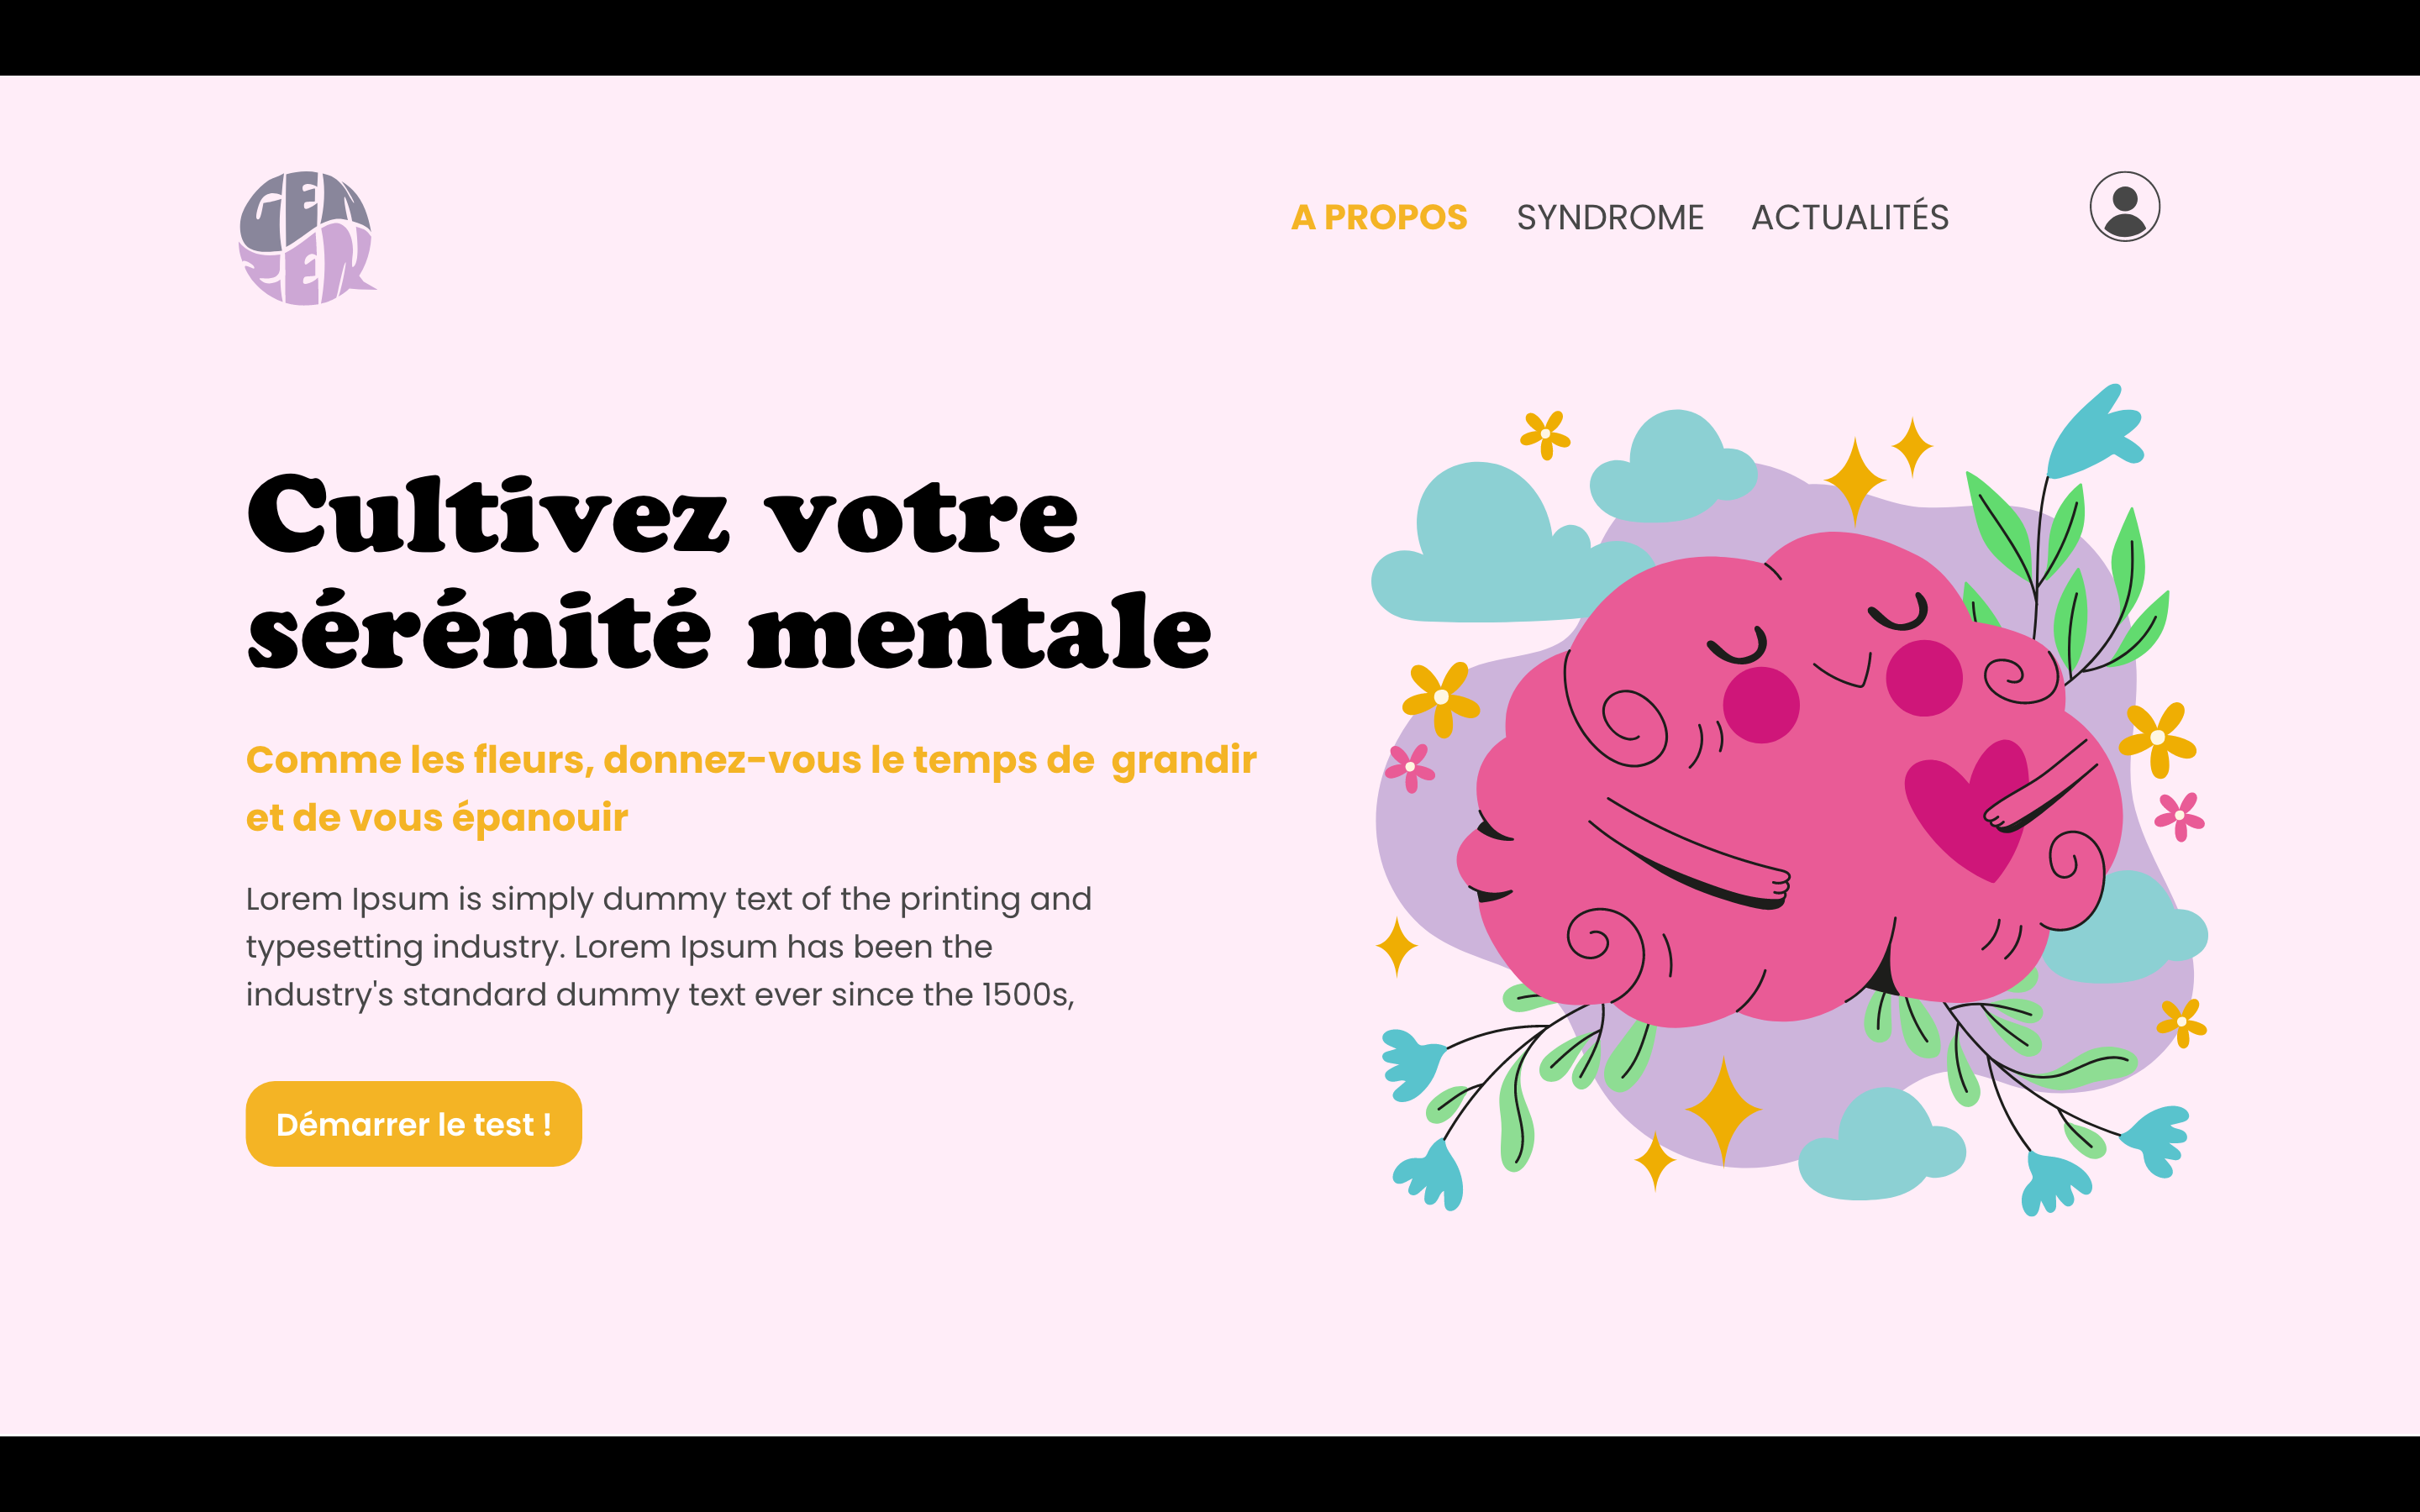 A PROPOS SYNDROME ACTUALITÉS
Cultivez votre
sérénité mentale
Comme les fleurs, donnez-vous le temps de grandir
et de vous épanouir
Lorem Ipsum is simply dummy text of the printing and
typesetting industry. Lorem Ipsum has been the
industry's standard dummy text ever since the 1500s,
Démarrer le test !